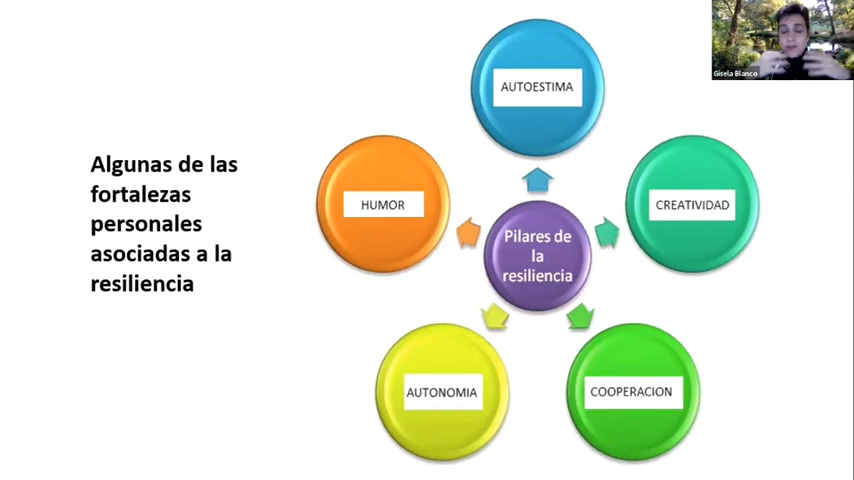 Algunas de las
fortalezas
personales
asociadas a la
resiliencia
AUTOESTIMA
HUMOR
CREATIVIDAD
Pilares de
la
resiliencia
AUTONOMIA
COOPERACION
Gisela Blanco